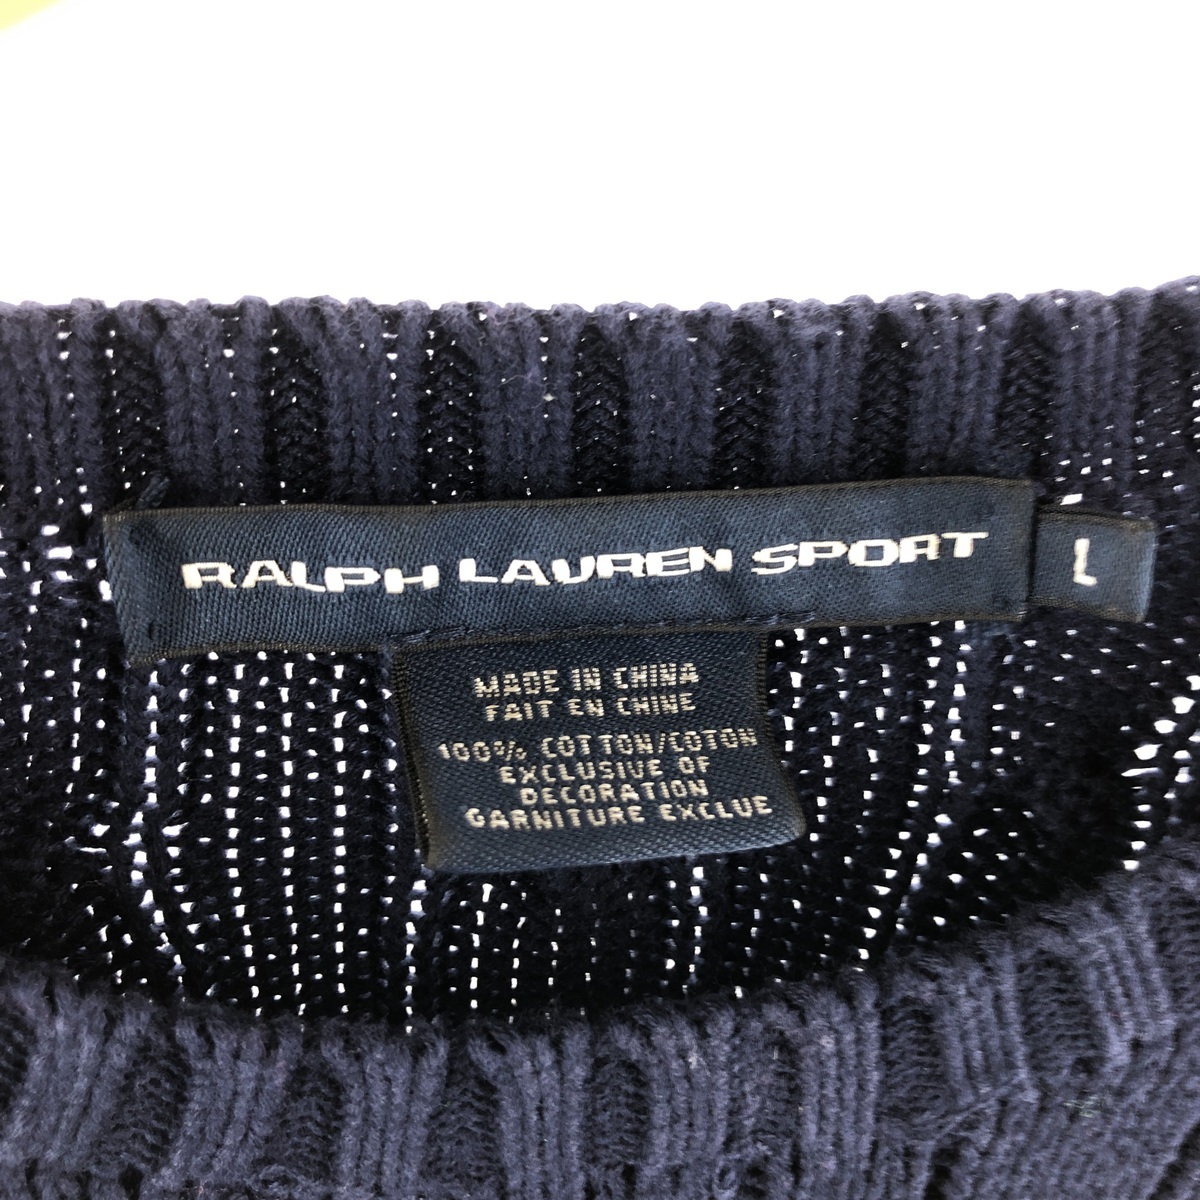 RALPH LAUREN SPORT
L
MADE IN CHINA
FAIT EN CHINE
100% COTTON/COTON
EXCLUSIVE OF
DECORATION
GARNITURE EXCLUE